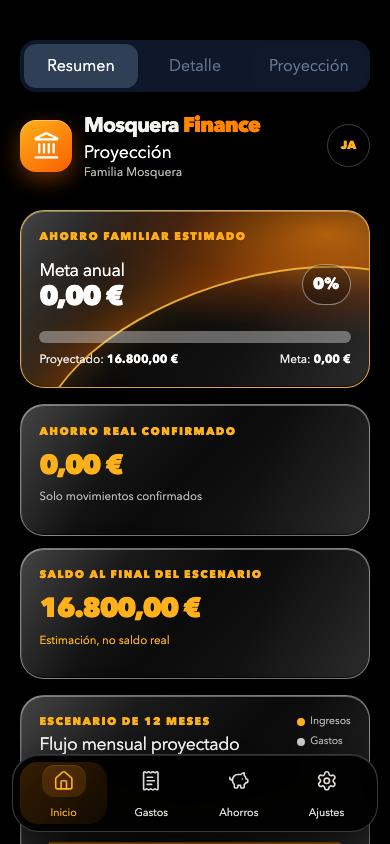 Resumen Detalle Proyección
Mosquera Finance
Proyección
Familia Mosquera
JA
AHORRO FAMILIAR ESTIMADO
Meta anual
0,00 €
0%
Proyectado: 16.800,00 € Meta: 0,00 €
AHORRO REAL CONFIRMADO
0,00 €
Solo movimientos confirmados
SALDO AL FINAL DEL ESCENARIO
16.800,00 €
Estimación, no saldo real
ESCENARIO DE 12 MESES
Flujo mensual proyectado
Ingresos
Gastos
Inicio Gastos Ahorros Ajustes